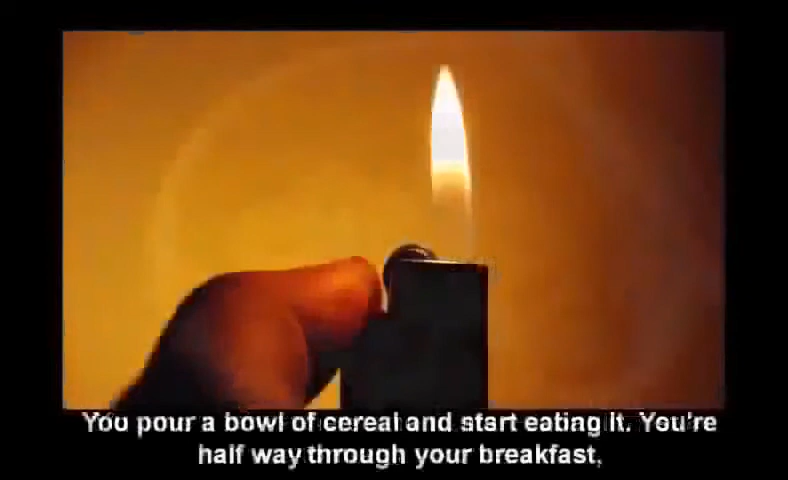 You pour a bowl of cereal and start eating it. You're
half way through your breakfast,